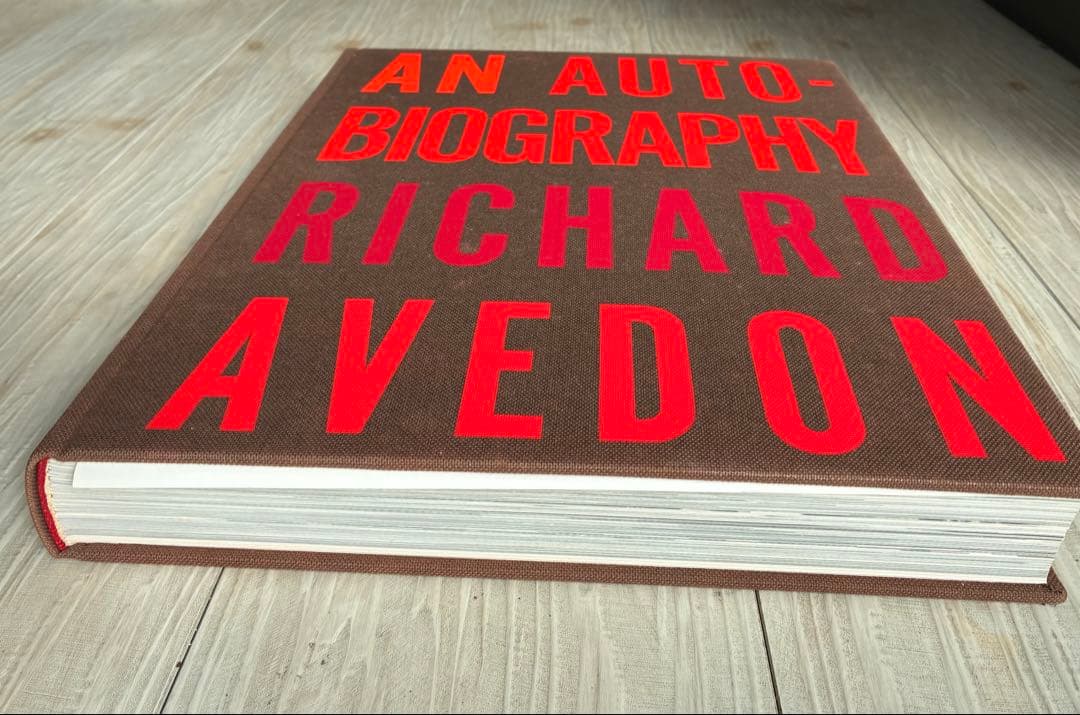 AN AUTO-
BIOGRAPHY
RICHARD
AVEDON